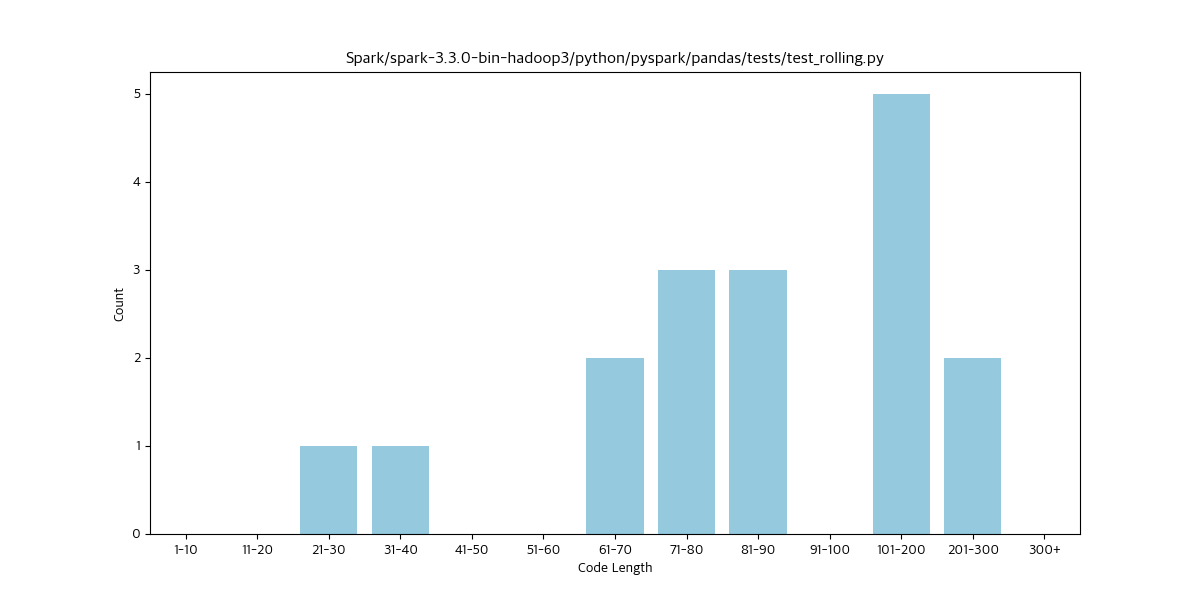 Spark/spark-3.3.0-bin-hadoop3/python/pyspark/pandas/tests/test_rolling.py
5
4
3
2
1
0
Count
1-10 11-20 21-30 31-40 41-50 51-60 61-70 71-80 81-90 91-100 101-200 201-300 300+
Code Length